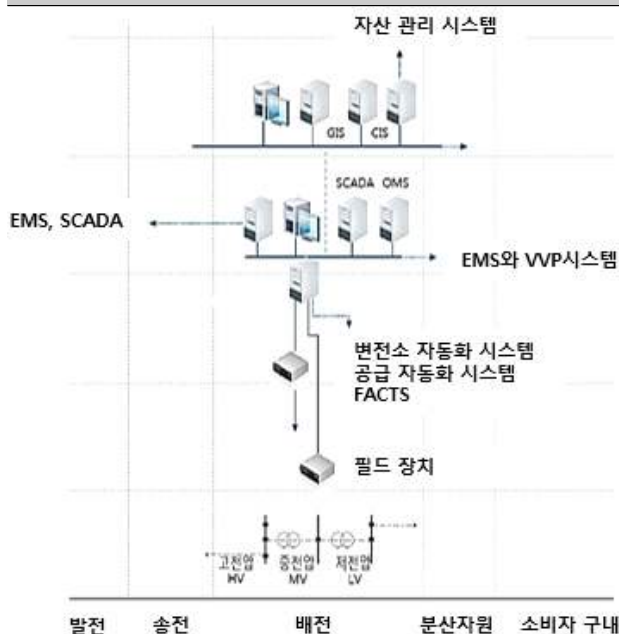 자산 관리 시스템
GIS CIS
SCADA OMS
EMS, SCADA
EMS와 VVP시스템
변전소 자동화 시스템
공급 자동화 시스템
FACTS
필드 장치
고전압 중전압 저전압
HV MV LV
발전 송전 배전 분산자원 소비자 구내